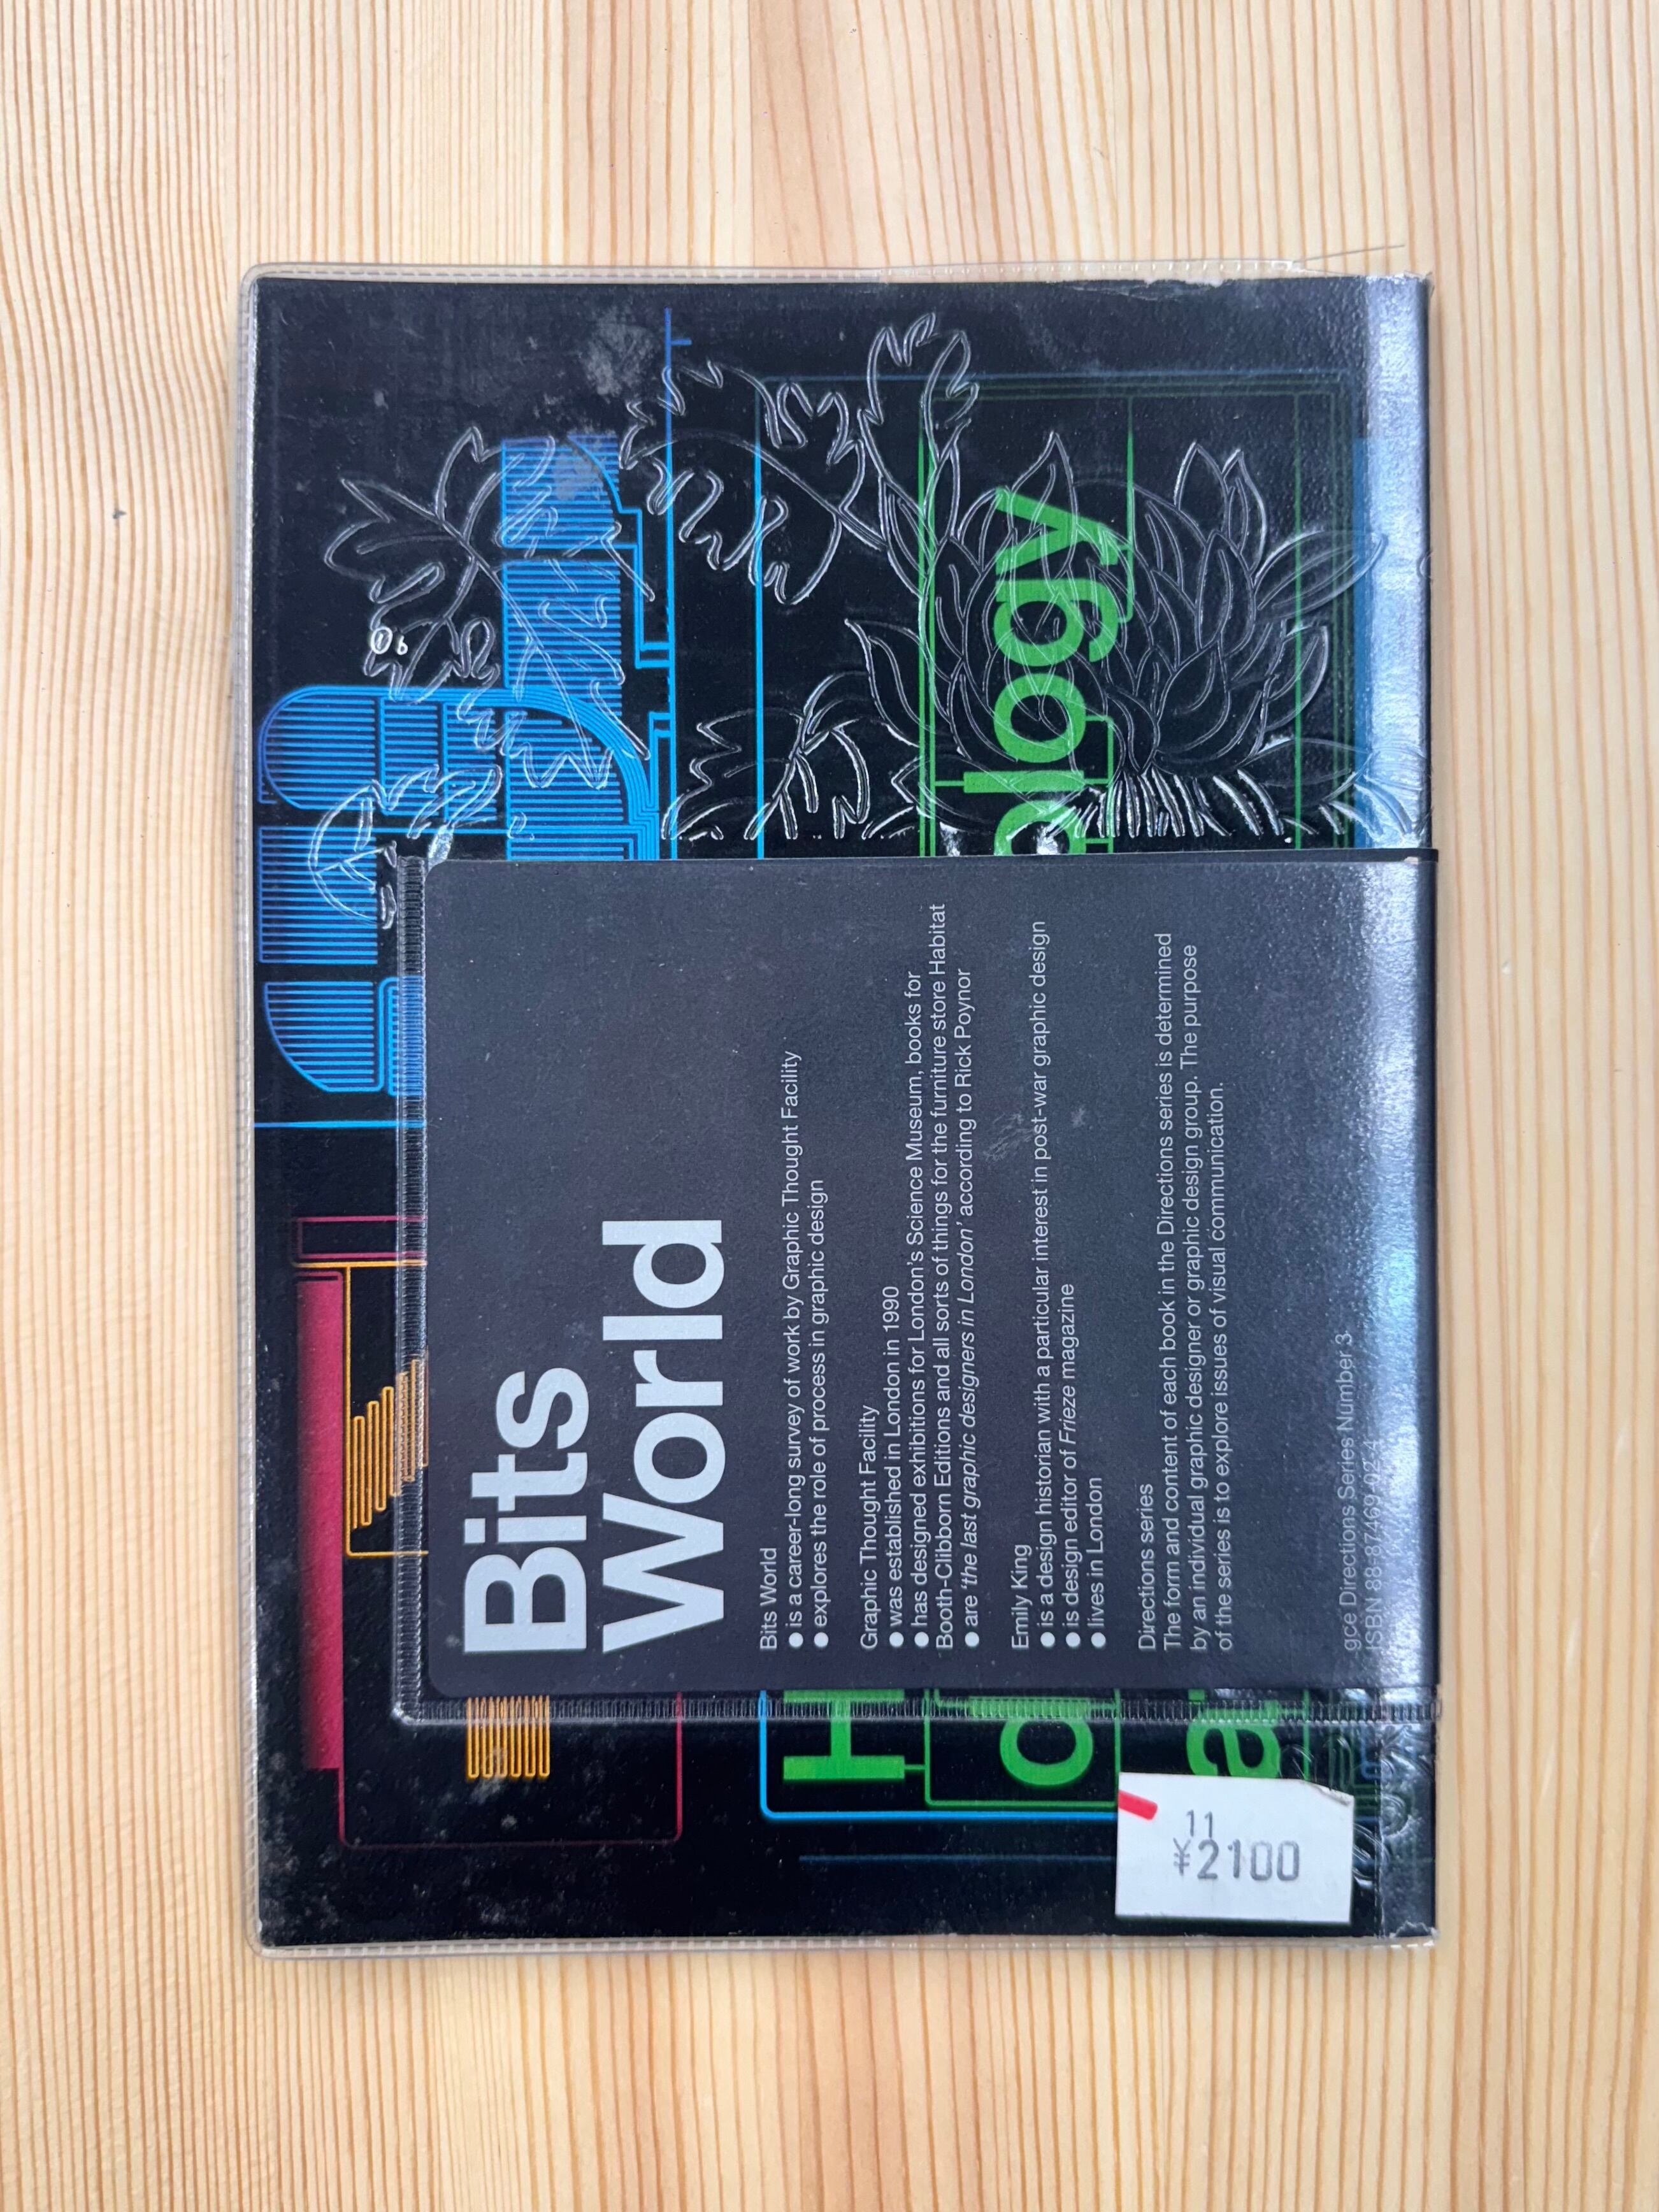 Bits
World
Bits World
● is a career-long survey of work by Graphic Thought Facility
● explores the role of process in graphic design
Graphic Thought Facility
● was established in London in 1990
● has designed exhibitions for London's Science Museum, books for
Booth-Clibborn Editions and all sorts of things for the furniture store Habitat
● are 'the last graphic designers in London' according to Rick Poynor
Emily King
● is a design historian with a particular interest in post-war graphic design
● is design editor of Frieze magazine
● lives in London
Directions series
The form and content of each book in the Directions series is determined
by an individual graphic designer or graphic design group. The purpose
of the series is to explore issues of visual communication.
gce Directions Series Number 3
ISBN 88-87469-02-4
11
¥2100